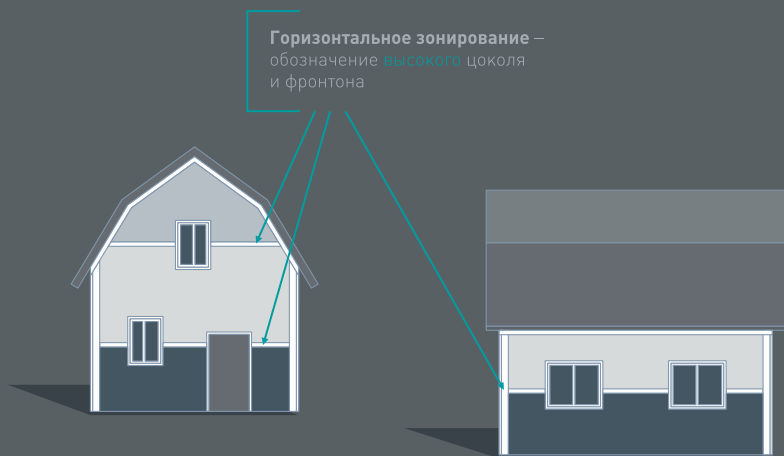 Горизонтальное зонирование –
обозначение высокого цоколя
и фронтона